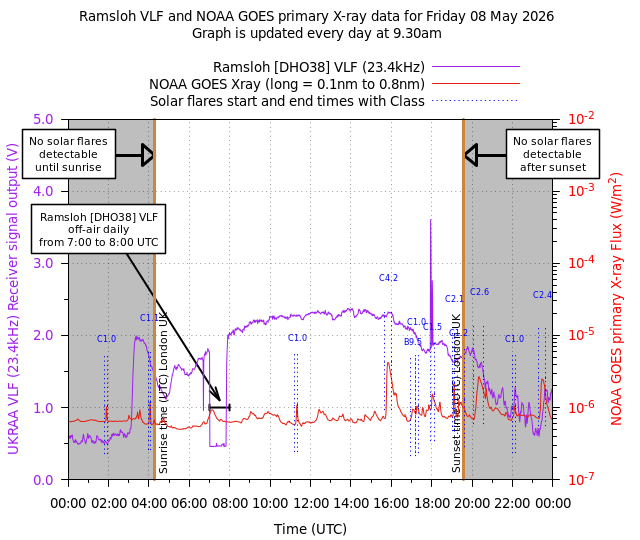 Ramsloh VLF and NOAA GOES primary X-ray data for Friday 08 May 2026
Graph is updated every day at 9.30am
Ramsloh [DHO38] VLF (23.4kHz)
NOAA GOES Xray (long = 0.1nm to 0.8nm)
Solar flares start and end times with Class
5.0
4.0
3.0
2.0
1.0
0.0
UKRAA VLF (23.4kHz) Receiver signal output (V)
10-2
10-3
10-4
10-5
10-6
10-7
NOAA GOES primary X-ray Flux (W/m2)
No solar flares
detectable
until sunrise
No solar flares
detectable
after sunset
Ramsloh [DHO38] VLF
off-air daily
from 7:00 to 8:00 UTC
C1.0
C1.1
C1.0
C4.2
B9.5
C1.0
C1.5
C2.1
C2.6
C1.0
C2.4
Sunrise time (UTC) London UK
Sunset time (UTC) London UK
00:00
02:00
04:00
06:00
08:00
10:00
12:00
14:00
16:00
18:00
20:00
22:00
00:00
Time (UTC)